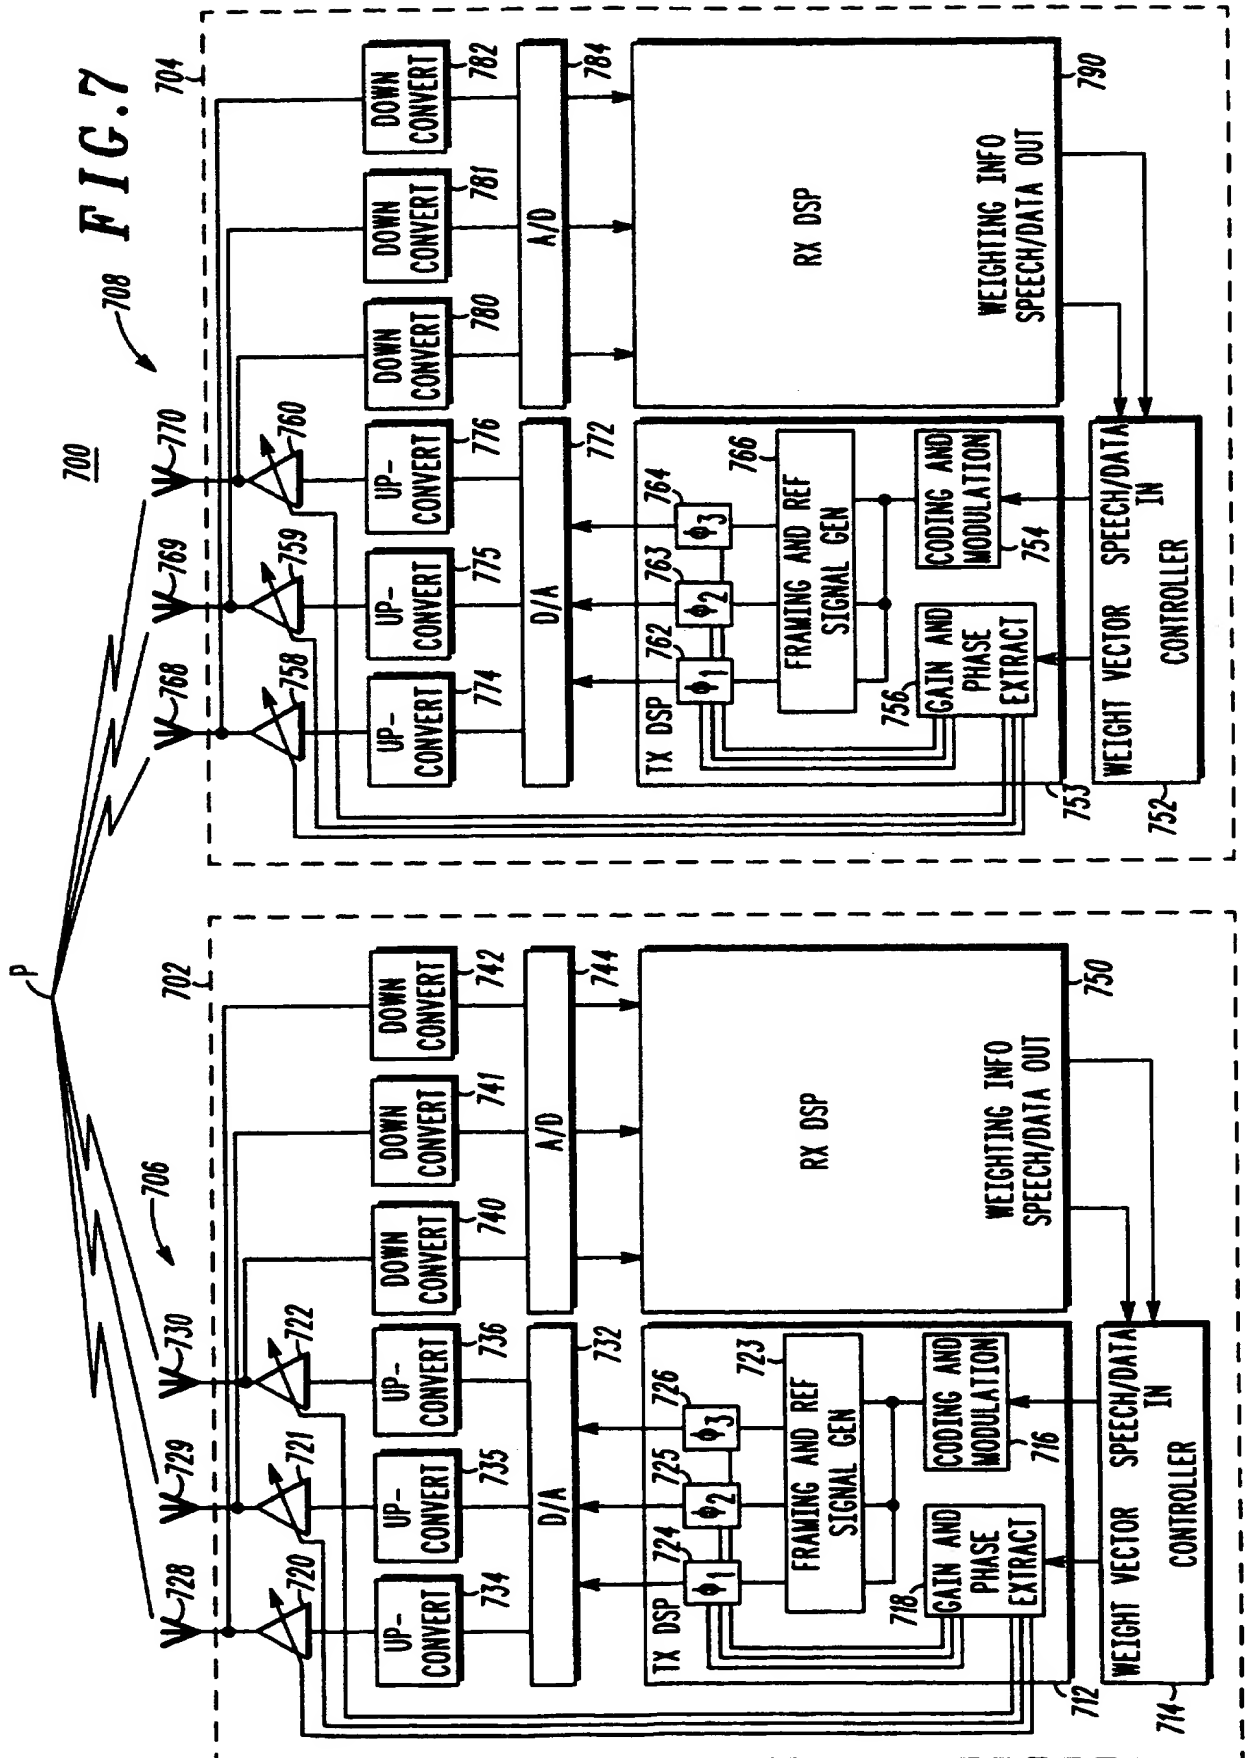 FIG.7
700
P
706
708
702
704
728
729
730
768
769
770
720
721
722
758
759
760
UP-
CONVERT
734
UP-
CONVERT
735
UP-
CONVERT
736
DOWN
CONVERT
740
DOWN
CONVERT
741
DOWN
CONVERT
742
D/A
732
A/D
744
TX DSP
712
724
ϕ1
725
ϕ2
726
ϕ3
FRAMING AND REF
SIGNAL GEN
723
718
GAIN AND
PHASE
EXTRACT
CODING AND
MODULATION
716
RX DSP
WEIGHTING INFO
SPEECH/DATA OUT
750
WEIGHT VECTOR
SPEECH/DATA
IN
CONTROLLER
714
UP-
CONVERT
774
UP-
CONVERT
775
UP-
CONVERT
776
DOWN
CONVERT
780
DOWN
CONVERT
781
DOWN
CONVERT
782
D/A
772
A/D
784
TX DSP
753
762
ϕ1
763
ϕ2
764
ϕ3
FRAMING AND REF
SIGNAL GEN
766
756
GAIN AND
PHASE
EXTRACT
CODING AND
MODULATION
754
RX DSP
WEIGHTING INFO
SPEECH/DATA OUT
790
WEIGHT VECTOR
SPEECH/DATA
IN
CONTROLLER
752